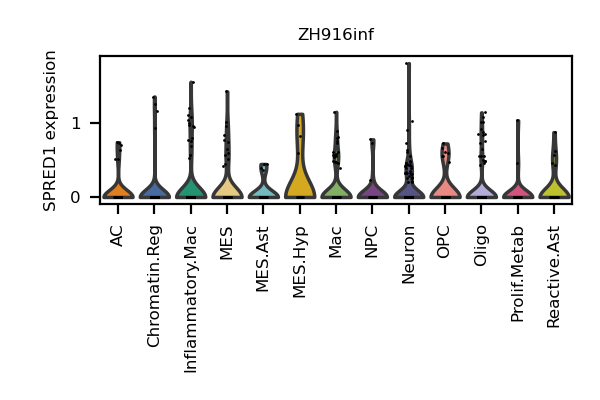 ZH916inf
SPRED1 expression
1
0
AC
Chromatin.Reg
Inflammatory.Mac
MES
MES.Ast
MES.Hyp
Mac
NPC
Neuron
OPC
Oligo
Prolif.Metab
Reactive.Ast